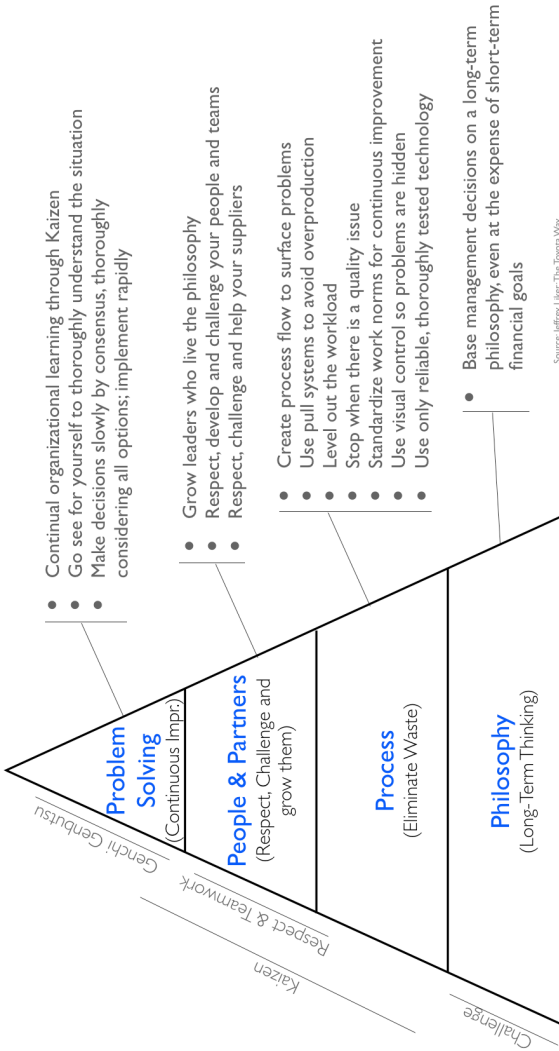 Continual organizational learning through Kaizen
Go see for yourself to thoroughly understand the situation
Make decisions slowly by consensus, thoroughly
considering all options; implement rapidly
Grow leaders who live the philosophy
Respect, develop and challenge your people and teams
Respect, challenge and help your suppliers
Create process flow to surface problems
Use pull systems to avoid overproduction
Level out the workload
Stop when there is a quality issue
Standardize work norms for continuous improvement
Use visual control so problems are hidden
Use only reliable, thoroughly tested technology
Base management decisions on a long-term
philosophy, even at the expense of short-term
financial goals
Source: Jeffrey Liker: The Toyota Way
Problem
Solving
(Continuous Impr.)
People & Partners
(Respect, Challenge and
grow them)
Process
(Eliminate Waste)
Philosophy
(Long-Term Thinking)
Genchi Genbutsu
Respect & Teamwork
Kaizen
Challenge